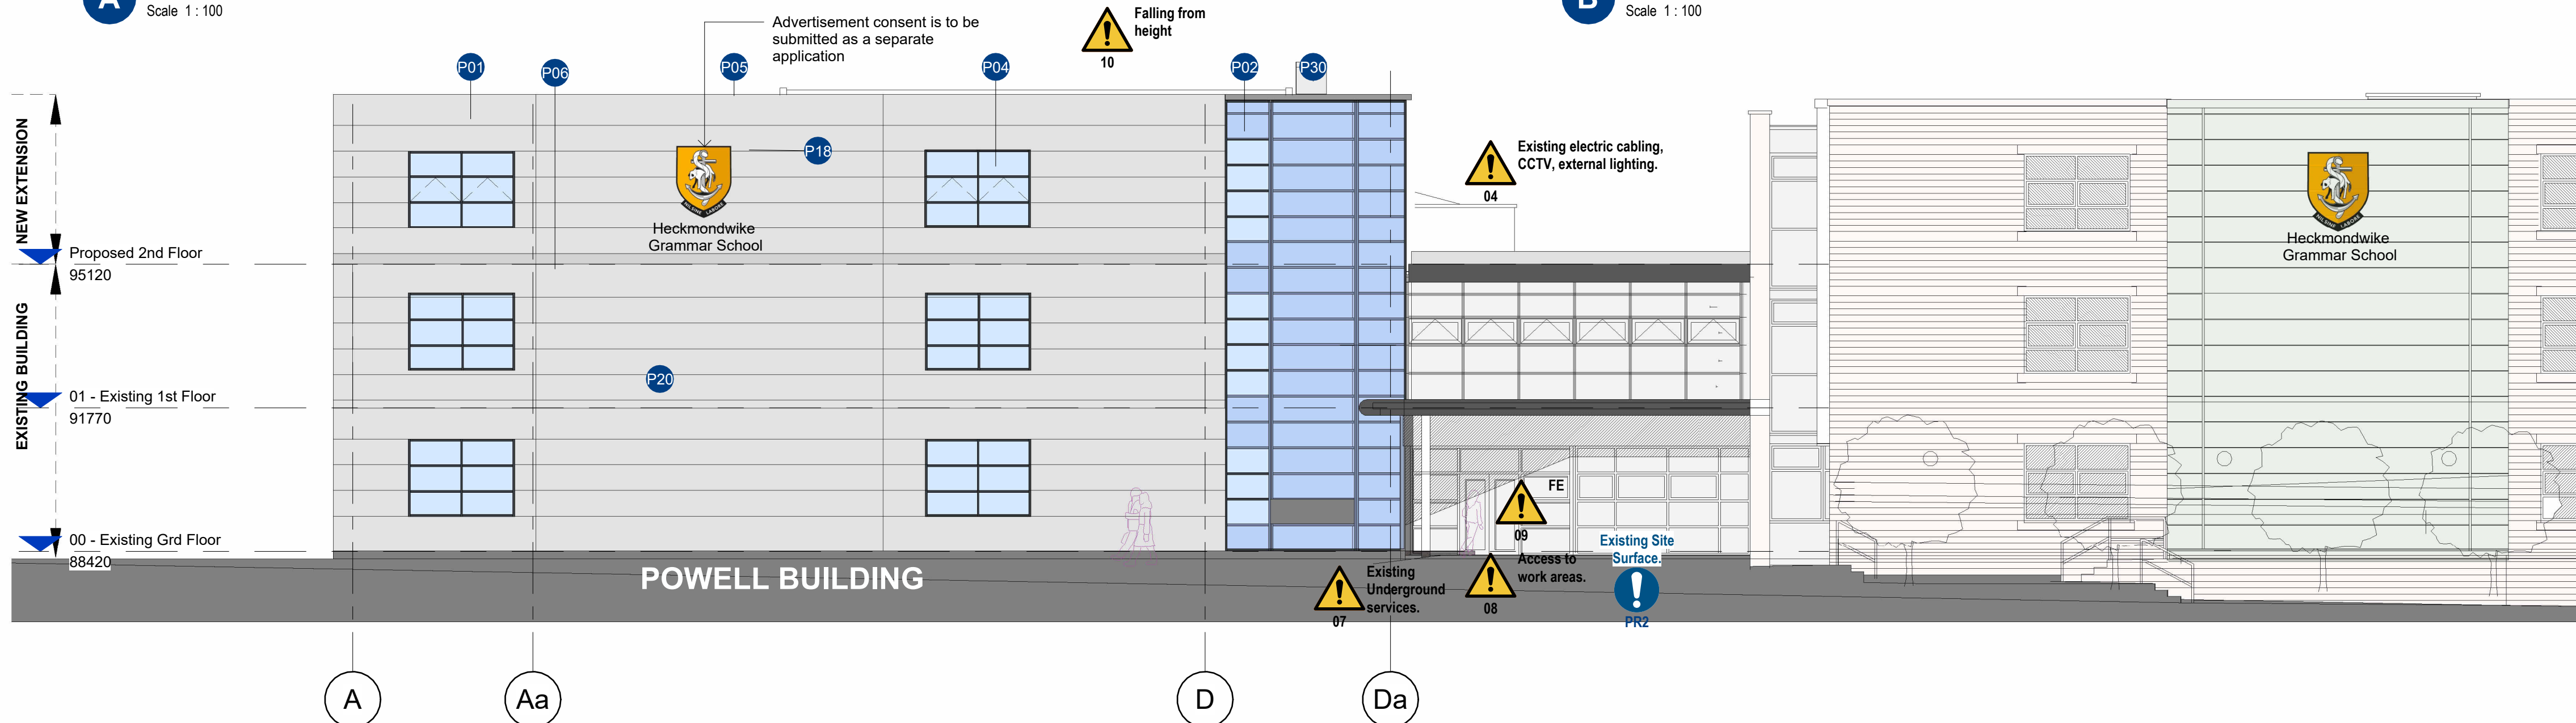 A
Scale 1 : 100
B
Scale 1 : 100
Advertisement consent is to be
submitted as a separate
application
Falling from
height
10
P01
P06
P05
P04
P02
P30
P18
P20
Existing electric cabling,
CCTV, external lighting.
04
NEW EXTENSION
EXISTING BUILDING
Proposed 2nd Floor
95120
01 - Existing 1st Floor
91770
00 - Existing Grd Floor
88420
Heckmondwike
Grammar School
Heckmondwike
Grammar School
FE
09
Existing Site
Surface.
PR2
Access to
work areas.
08
Existing
Underground
services.
07
POWELL BUILDING
A
Aa
D
Da